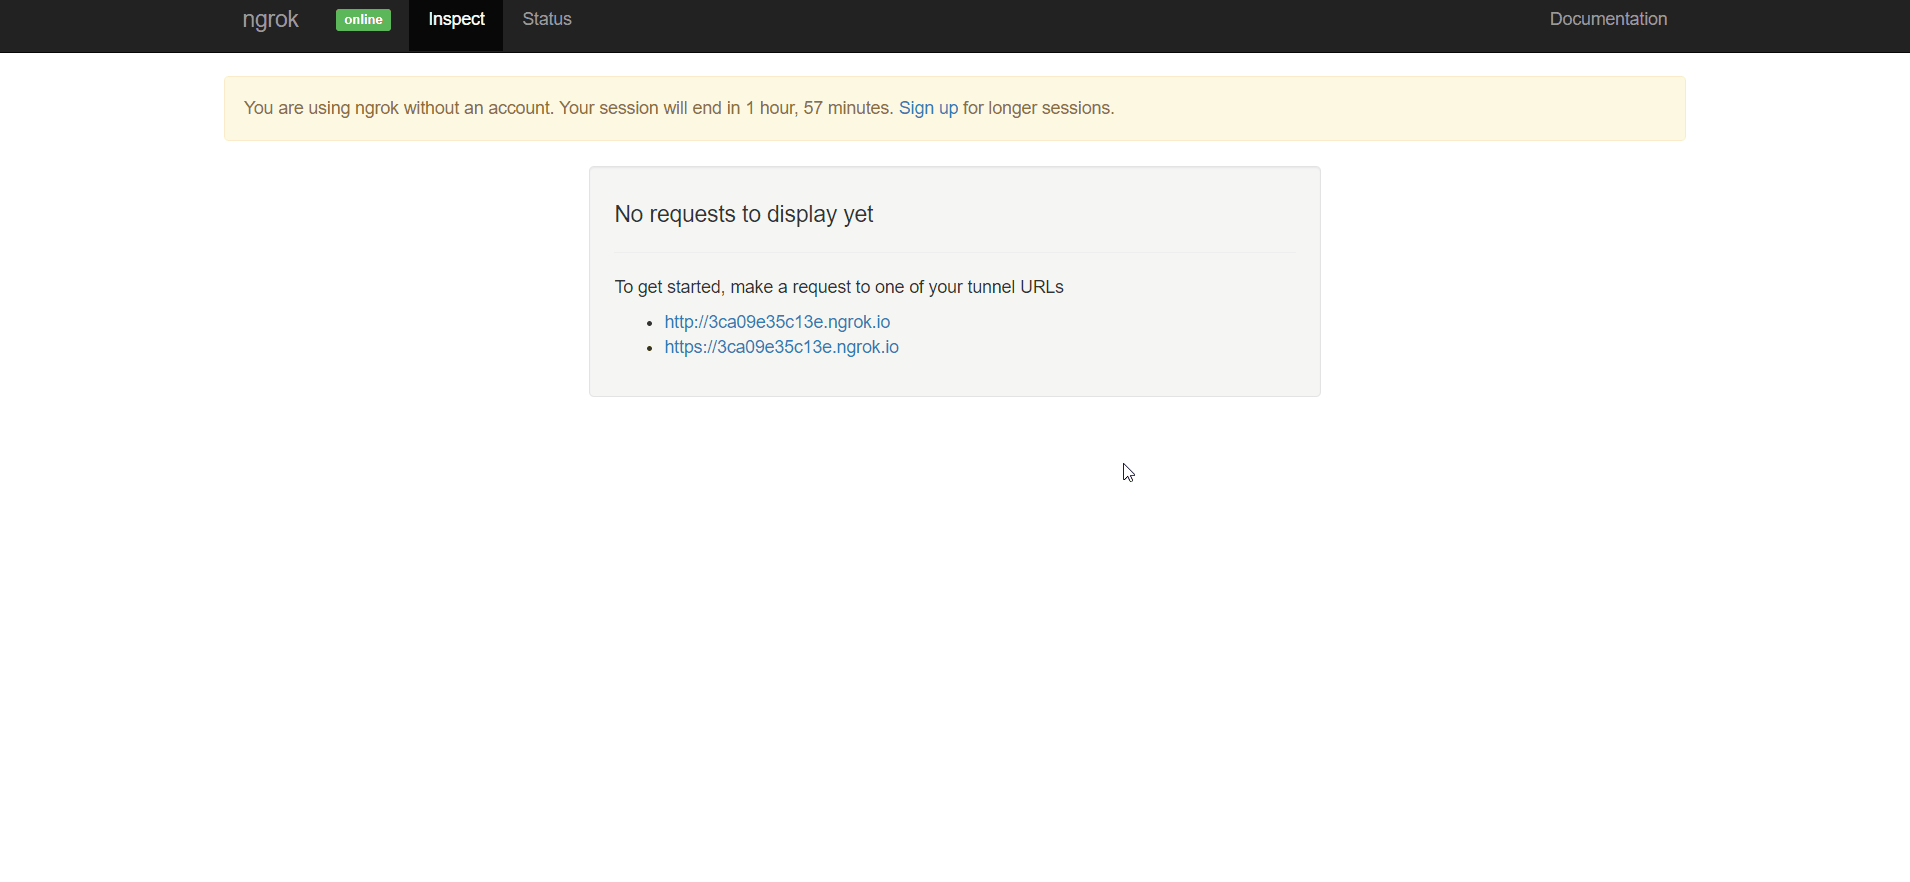 ngrok online Inspect Status Documentation
You are using ngrok without an account. Your session will end in 1 hour, 57 minutes. Sign up for longer sessions.
No requests to display yet
To get started, make a request to one of your tunnel URLs
http://3ca09e35c13e.ngrok.io
https://3ca09e35c13e.ngrok.io